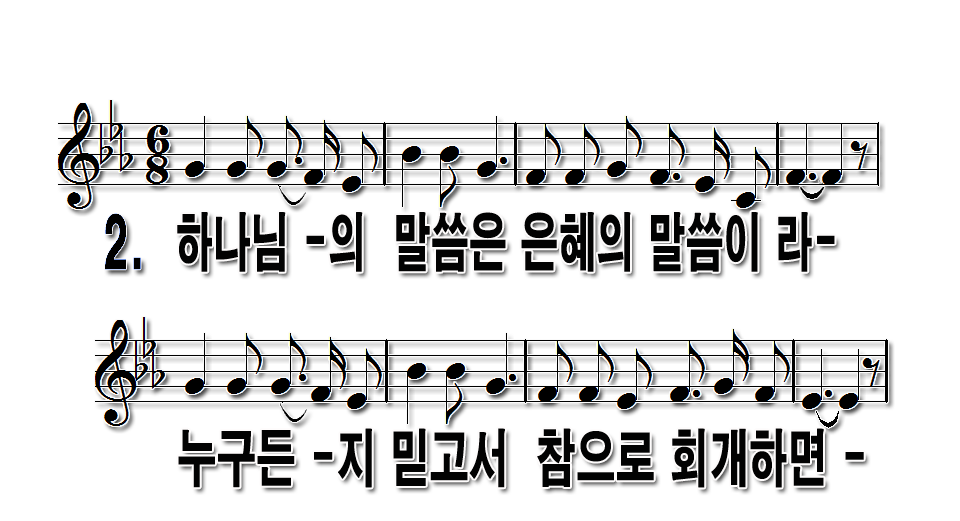 2. 하나님 -의 말씀은 은혜의 말씀이 라-
누구든 -지 믿고서 참으로 회개하면 -